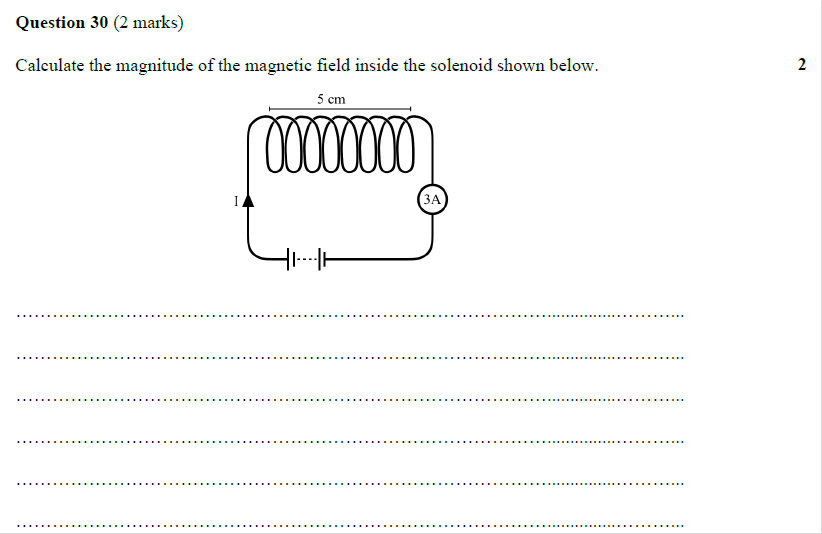 Question 30 (2 marks)
Calculate the magnitude of the magnetic field inside the solenoid shown below.
2
5 cm
I
3A